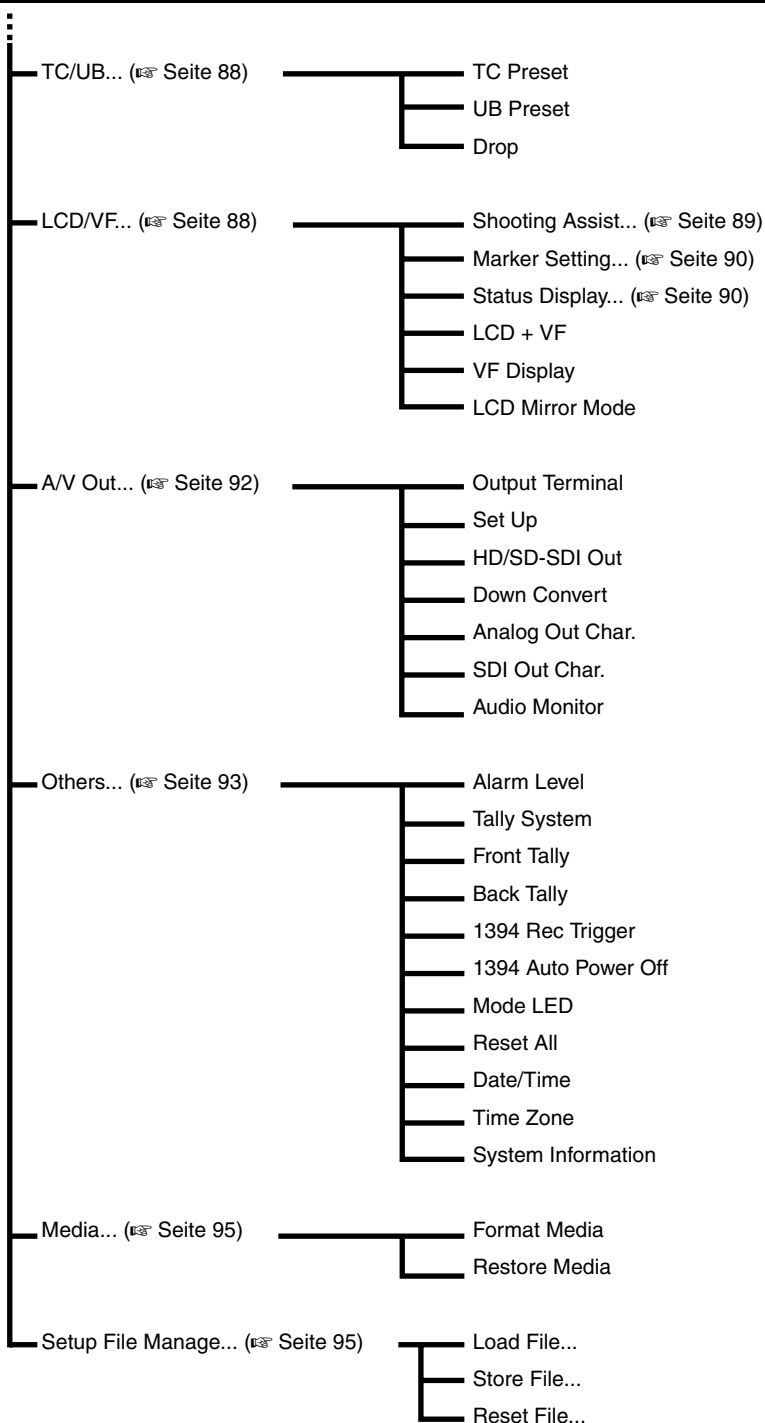 TC/UB... (☞ Seite 88)
TC Preset
UB Preset
Drop
LCD/VF... (☞ Seite 88)
Shooting Assist... (☞ Seite 89)
Marker Setting... (☞ Seite 90)
Status Display... (☞ Seite 90)
LCD + VF
VF Display
LCD Mirror Mode
A/V Out... (☞ Seite 92)
Output Terminal
Set Up
HD/SD-SDI Out
Down Convert
Analog Out Char.
SDI Out Char.
Audio Monitor
Others... (☞ Seite 93)
Alarm Level
Tally System
Front Tally
Back Tally
1394 Rec Trigger
1394 Auto Power Off
Mode LED
Reset All
Date/Time
Time Zone
System Information
Media... (☞ Seite 95)
Format Media
Restore Media
Setup File Manage... (☞ Seite 95)
Load File...
Store File...
Reset File...